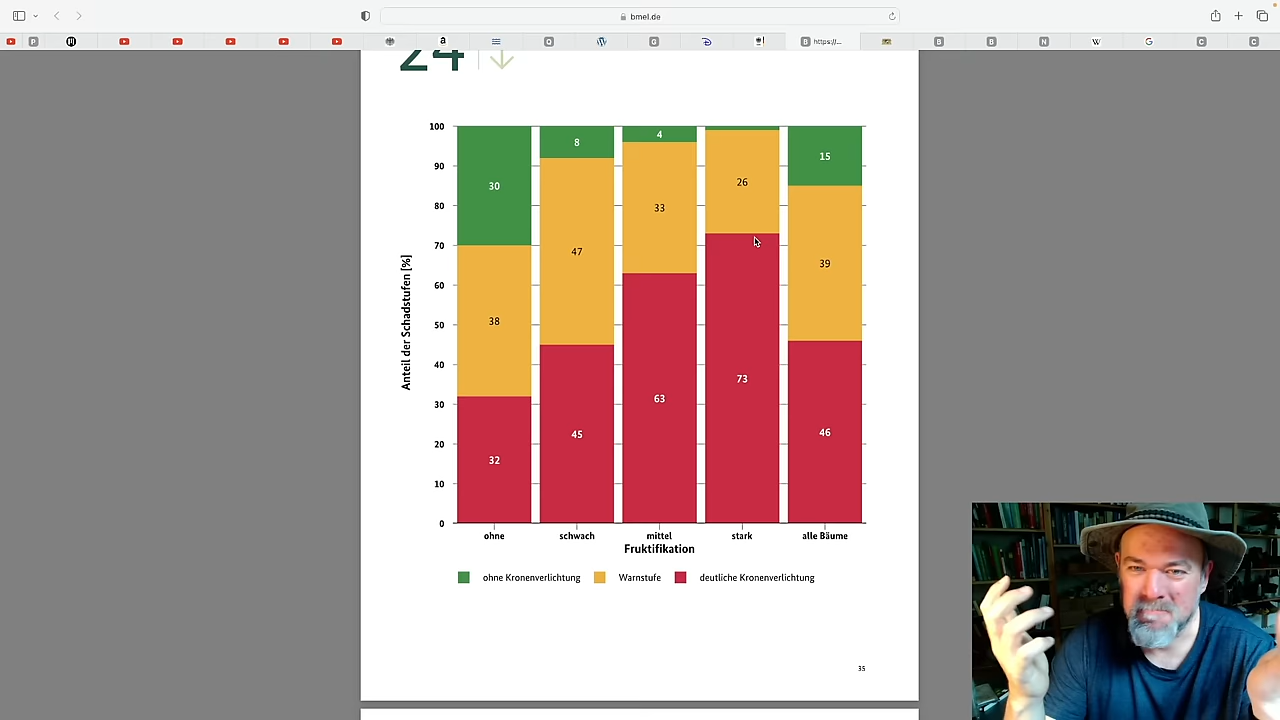 bmel.de
https://...
24
100
90
80
70
60
50
40
30
20
10
0
Anteil der Schadstufen [%]
30
38
32
8
47
45
4
33
63
26
73
15
39
46
ohne
schwach
mittel
stark
alle Bäume
Fruktifikation
ohne Kronenverlichtung
Warnstufe
deutliche Kronenverlichtung
35